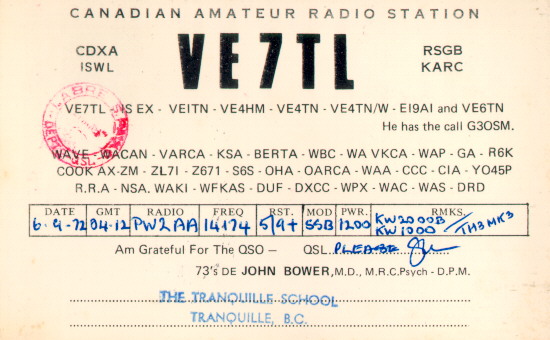 CANADIAN AMATEUR RADIO STATION
CDXA VE7TL RSGB
ISWL KARC
VE7TL IS EX - VE1TN - VE4HM - VE4TN - VE4TN/W - EI9AI and VE6TN
He has the call G3OSM.
WAVE - WACAN - VARCA - KSA - BERTA - WBC - WA VKCA - WAP - GA - R6K
COOK AX-ZM - ZL7I - Z671 - S6S - OHA - OARCA - WAA - CCC - CIA - YO45P
R.R.A - NSA, WAKI - WFKAS - DUF - DXCC - WPX - WAC - WAS - DRD
DATE GMT RADIO FREQ RST. MOD PWR. RMKS.
6-9-72 04.12 PW2AA 14174 5/9+ SSB 1200 KW2000B
KW1000 TH3MK3
Am Grateful For The QSO - QSL PLEASE
73's DE JOHN BOWER, M.D., M.R.C.Psych - D.P.M.
THE TRANQUILLE SCHOOL
TRANQUILLE, B.C.